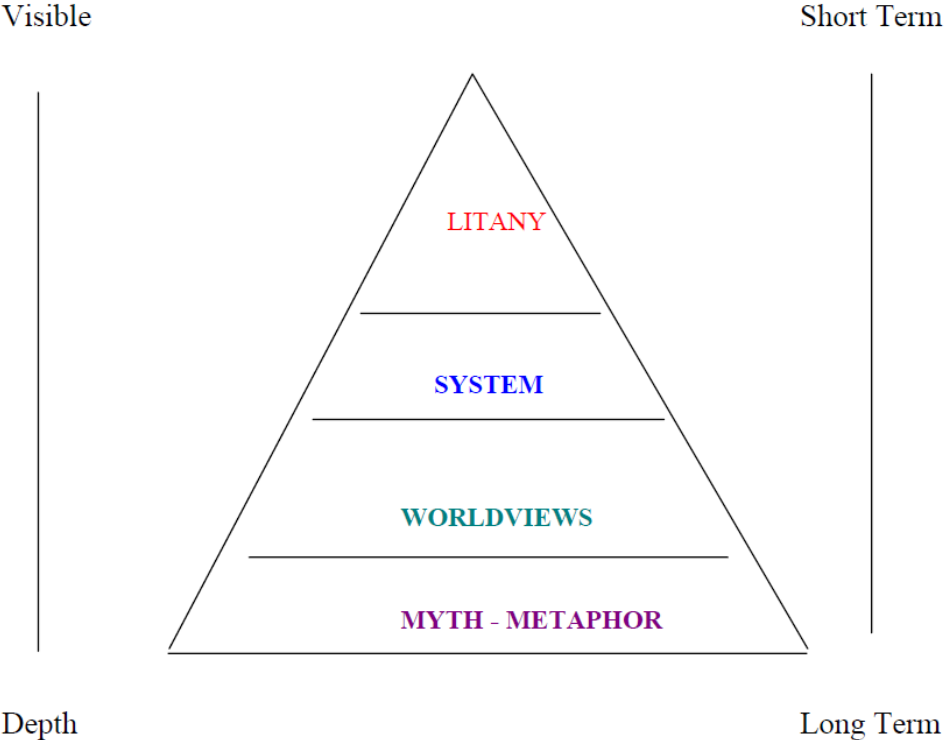 Visible
Short Term
LITANY
SYSTEM
WORLDVIEWS
MYTH - METAPHOR
Depth
Long Term